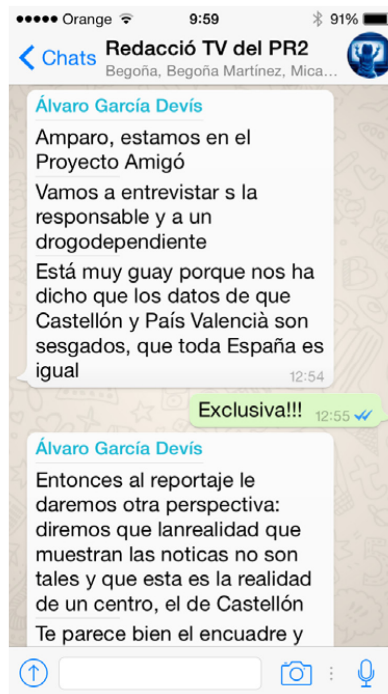 Orange 9:59 91%
Chats Redacció TV del PR2
Begoña, Begoña Martínez, Mica...
Álvaro García Devís
Amparo, estamos en el
Proyecto Amigó
Vamos a entrevistar s la
responsable y a un
drogodependiente
Está muy guay porque nos ha
dicho que los datos de que
Castellón y País Valencià son
sesgados, que toda España es
igual 12:54
Exclusiva!!! 12:55
Álvaro García Devís
Entonces al reportaje le
daremos otra perspectiva:
diremos que lanrealidad que
muestran las noticas no son
tales y que esta es la realidad
de un centro, el de Castellón
Te parece bien el encuadre y